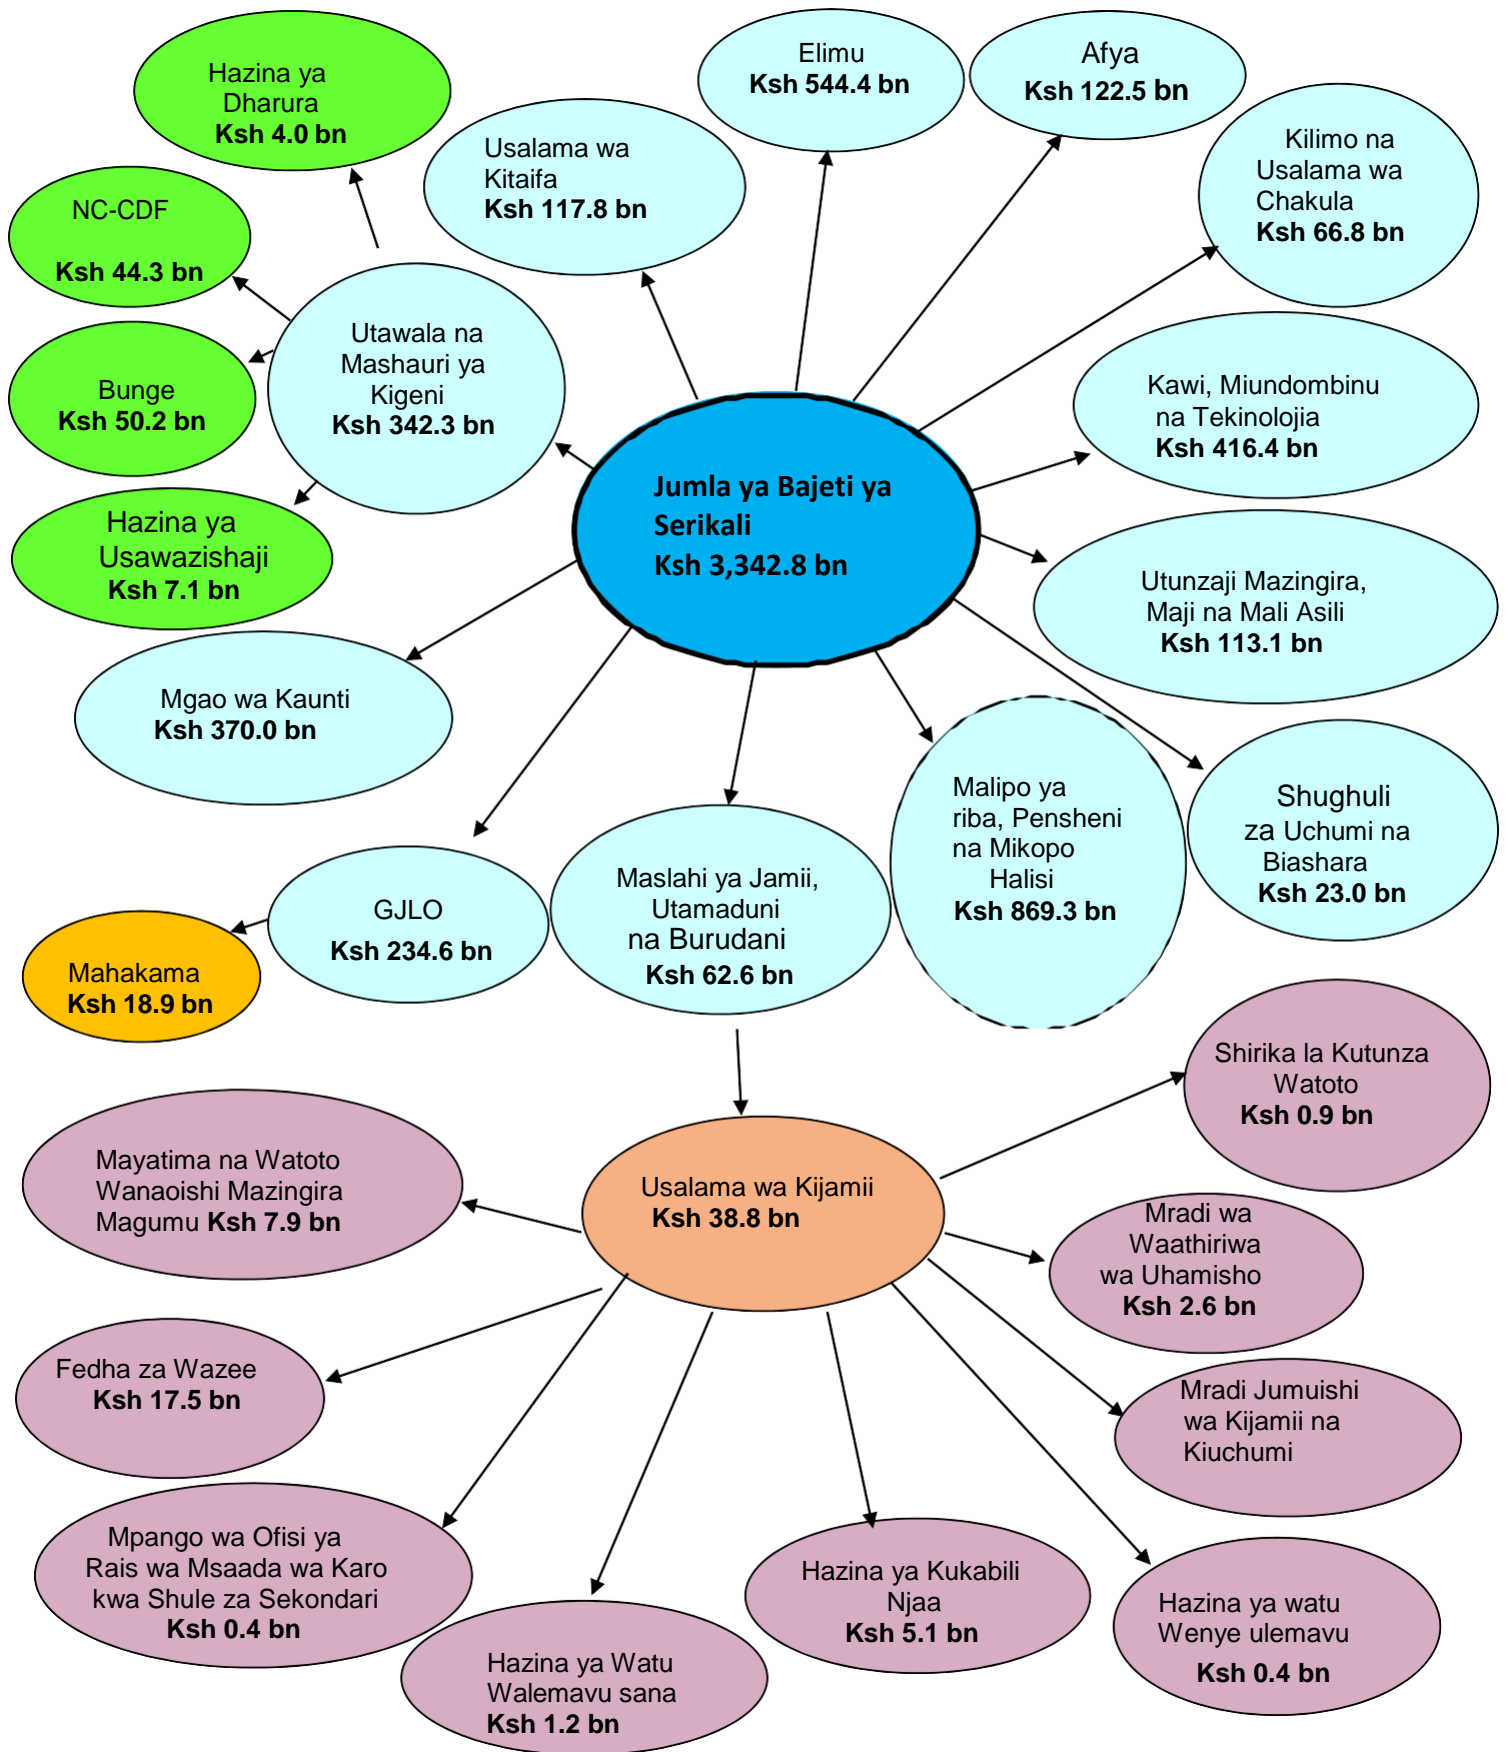 Hazina ya
Dharura
Ksh 4.0 bn
Elimu
Ksh 544.4 bn
Afya
Ksh 122.5 bn
Usalama wa
Kitaifa
Ksh 117.8 bn
Kilimo na
Usalama wa
Chakula
Ksh 66.8 bn
NC-CDF
Ksh 44.3 bn
Utawala na
Mashauri ya
Kigeni
Ksh 342.3 bn
Bunge
Ksh 50.2 bn
Kawi, Miundombinu
na Tekinolojia
Ksh 416.4 bn
Jumla ya Bajeti ya
Serikali
Ksh 3,342.8 bn
Hazina ya
Usawazishaji
Ksh 7.1 bn
Utunzaji Mazingira,
Maji na Mali Asili
Ksh 113.1 bn
Mgao wa Kaunti
Ksh 370.0 bn
Malipo ya
riba, Pensheni
na Mikopo
Halisi
Ksh 869.3 bn
Shughuli
za Uchumi na
Biashara
Ksh 23.0 bn
GJLO
Ksh 234.6 bn
Maslahi ya Jamii,
Utamaduni
na Burudani
Ksh 62.6 bn
Mahakama
Ksh 18.9 bn
Shirika la Kutunza
Watoto
Ksh 0.9 bn
Mayatima na Watoto
Wanaoishi Mazingira
Magumu Ksh 7.9 bn
Usalama wa Kijamii
Ksh 38.8 bn
Mradi wa
Waathiriwa
wa Uhamisho
Ksh 2.6 bn
Fedha za Wazee
Ksh 17.5 bn
Mradi Jumuishi
wa Kijamii na
Kiuchumi
Mpango wa Ofisi ya
Rais wa Msaada wa Karo
kwa Shule za Sekondari
Ksh 0.4 bn
Hazina ya Watu
Walemavu sana
Ksh 1.2 bn
Hazina ya Kukabili
Njaa
Ksh 5.1 bn
Hazina ya watu
Wenye ulemavu
Ksh 0.4 bn